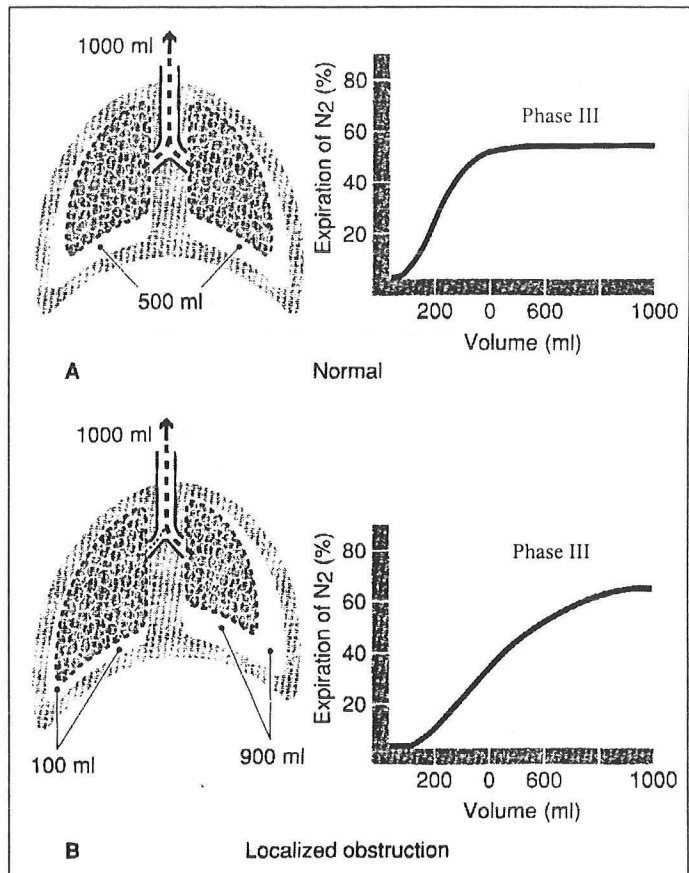 1000 ml
500 ml
Expiration of N2 (%)
80
60
40
20
Phase III
200 0 600 1000
Volume (ml)
A Normal
1000 ml
100 ml
900 ml
Expiration of N2 (%)
80
60
40
20
Phase III
200 0 600 1000
Volume (ml)
B Localized obstruction